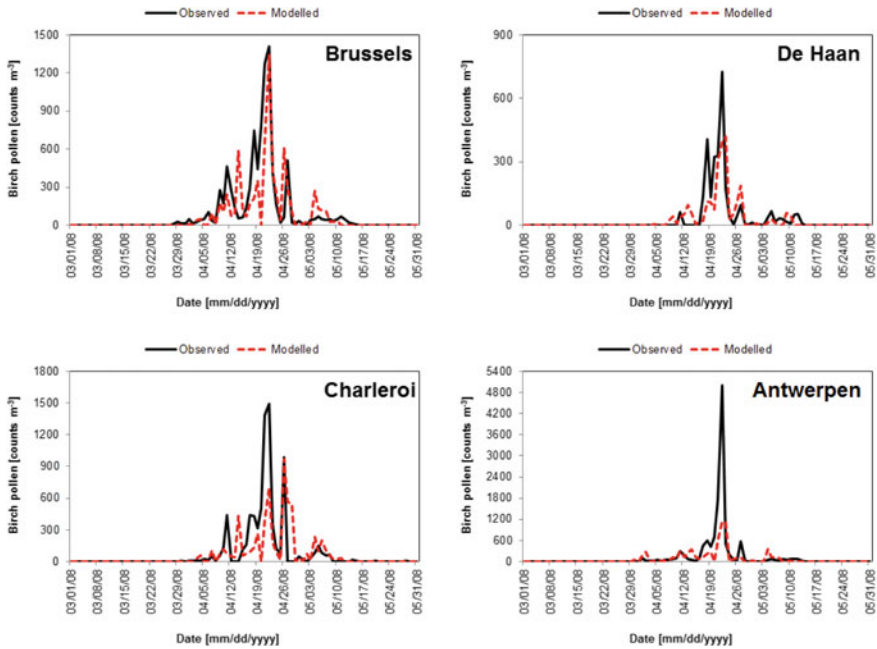 Observed Modelled
Brussels
Birch pollen [counts m-3]
1500
1200
900
600
300
0
03/01/08 03/08/08 03/15/08 03/22/08 03/29/08 04/05/08 04/12/08 04/19/08 04/26/08 05/03/08 05/10/08 05/17/08 05/24/08 05/31/08
Date [mm/dd/yyyy]
Observed Modelled
De Haan
Birch pollen [counts m-3]
900
600
300
0
03/01/08 03/08/08 03/15/08 03/22/08 03/29/08 04/05/08 04/12/08 04/19/08 04/26/08 05/03/08 05/10/08 05/17/08 05/24/08 05/31/08
Date [mm/dd/yyyy]
Observed Modelled
Charleroi
Birch pollen [counts m-3]
1800
1500
1200
900
600
300
0
03/01/08 03/08/08 03/15/08 03/22/08 03/29/08 04/05/08 04/12/08 04/19/08 04/26/08 05/03/08 05/10/08 05/17/08 05/24/08 05/31/08
Date [mm/dd/yyyy]
Observed Modelled
Antwerpen
Birch pollen [counts m-3]
5400
4800
4200
3600
3000
2400
1800
1200
600
0
03/01/08 03/08/08 03/15/08 03/22/08 03/29/08 04/05/08 04/12/08 04/19/08 04/26/08 05/03/08 05/10/08 05/17/08 05/24/08 05/31/08
Date [mm/dd/yyyy]